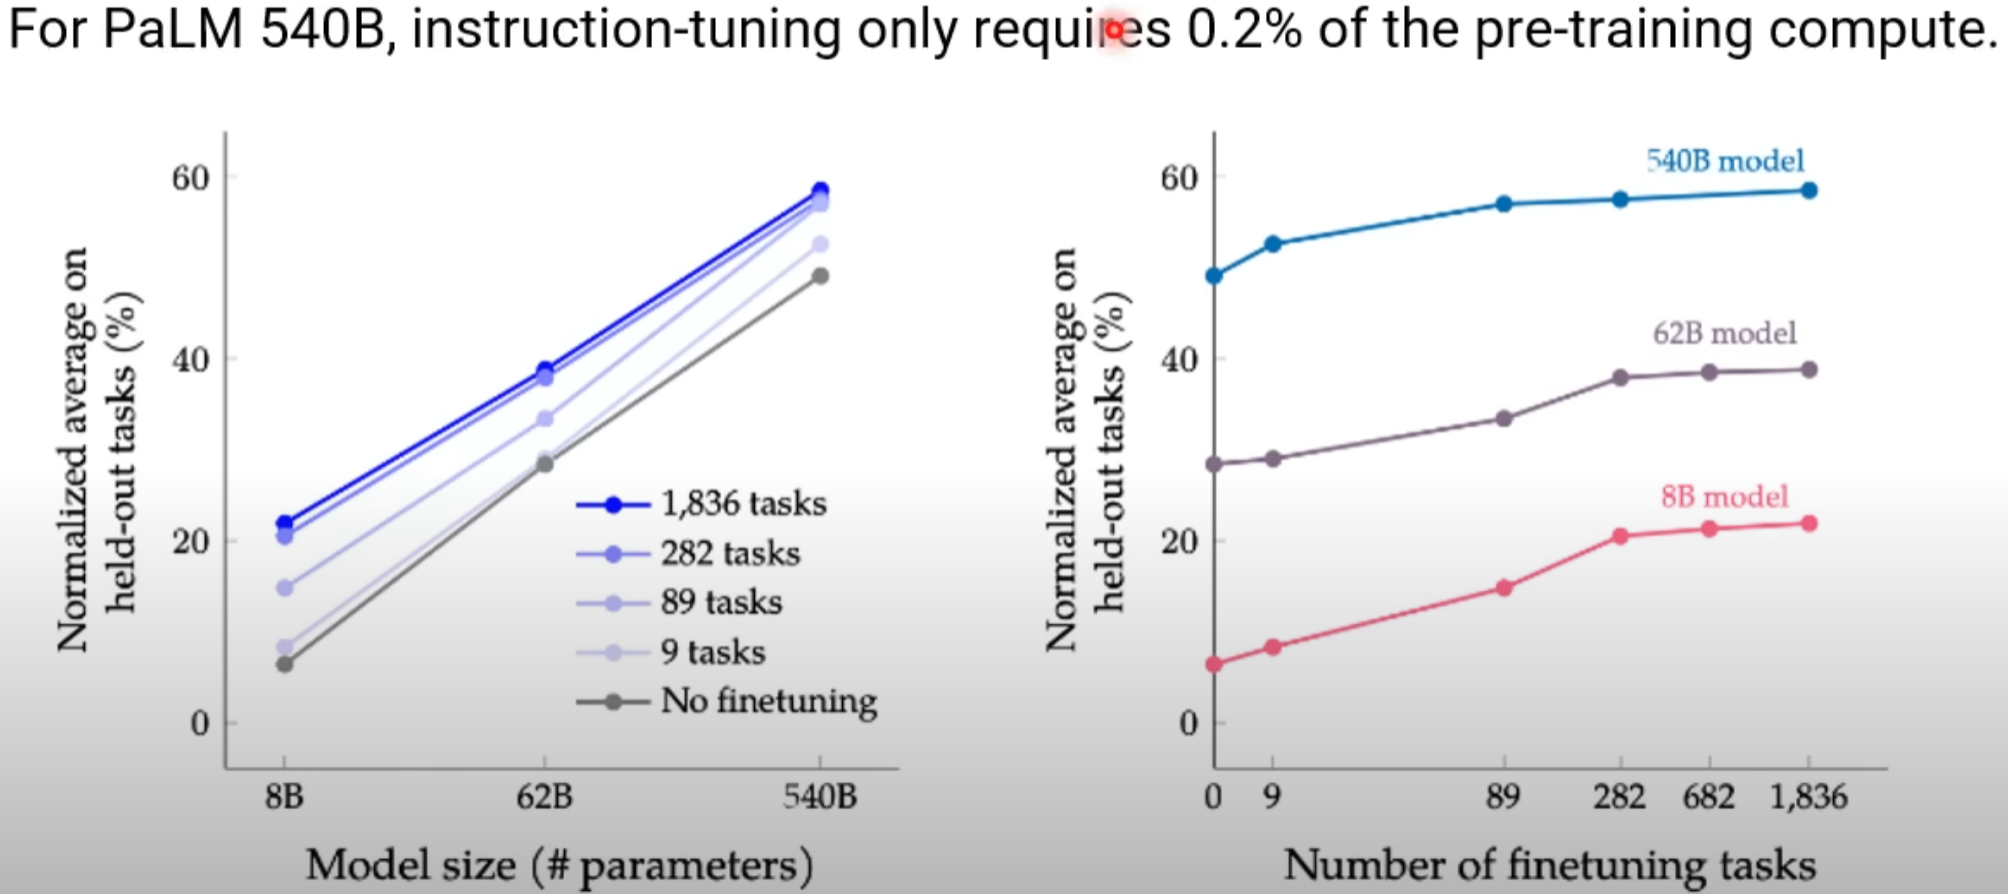 For PaLM 540B, instruction-tuning only requires 0.2% of the pre-training compute.
Normalized average on
held-out tasks (%)
60
40
20
0
1,836 tasks
282 tasks
89 tasks
9 tasks
No finetuning
8B
62B
540B
Model size (# parameters)
Normalized average on
held-out tasks (%)
60
40
20
0
540B model
62B model
8B model
0
9
89
282
682
1,836
Number of finetuning tasks